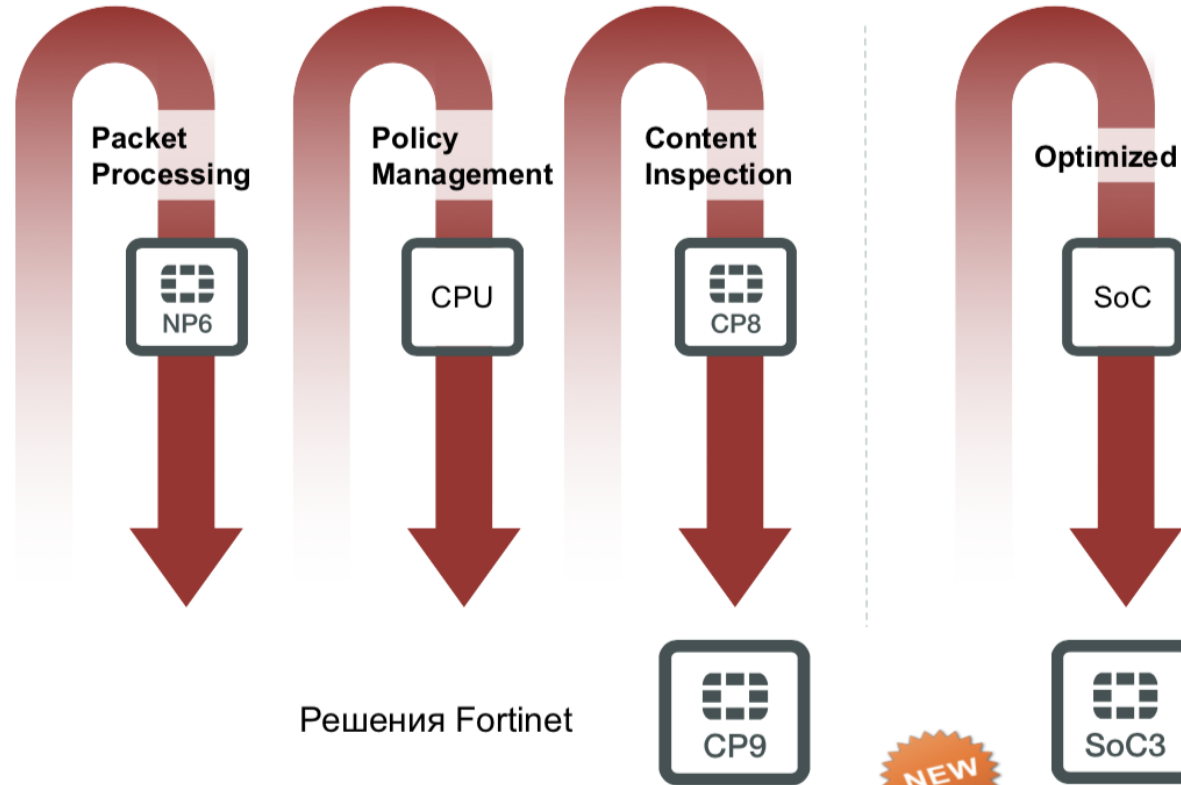 Packet
Processing
Policy
Management
Content
Inspection
Optimized
NP6
CPU
CP8
SoC
Решения Fortinet
CP9
NEW
SoC3